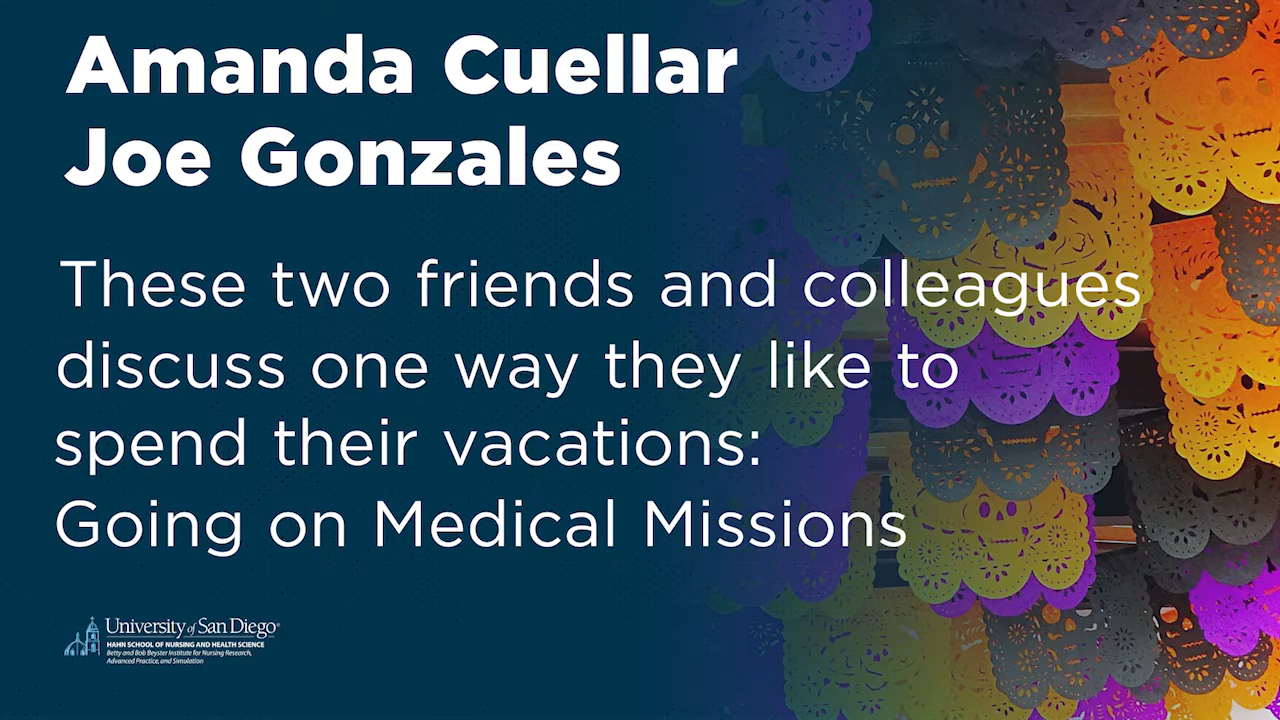 Amanda Cuellar
Joe Gonzales
These two friends and colleagues
discuss one way they like to
spend their vacations:
Going on Medical Missions
University of San Diego®
HAHN SCHOOL OF NURSING AND HEALTH SCIENCE
Betty and Bob Beyster Institute for Nursing Research,
Advanced Practice, and Simulation